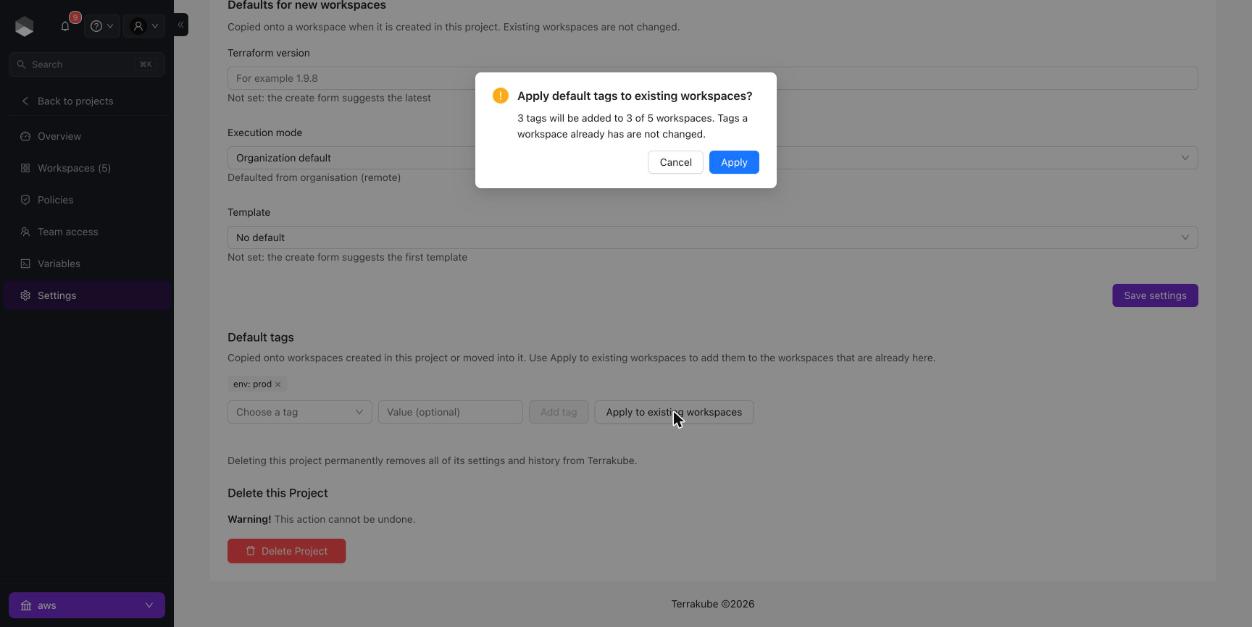 9
Search
⌘K
Back to projects
Overview
Workspaces (5)
Policies
Team access
Variables
Settings
aws
Defaults for new workspaces
Copied onto a workspace when it is created in this project. Existing workspaces are not changed.
Terraform version
For example 1.9.8
Not set: the create form suggests the latest
Execution mode
Organization default
Defaulted from organisation (remote)
Template
No default
Not set: the create form suggests the first template
Save settings
Apply default tags to existing workspaces?
3 tags will be added to 3 of 5 workspaces. Tags a
workspace already has are not changed.
Cancel
Apply
Default tags
Copied onto workspaces created in this project or moved into it. Use Apply to existing workspaces to add them to the workspaces that are already here.
env: prod
Choose a tag
Value (optional)
Add tag
Apply to existing workspaces
Deleting this project permanently removes all of its settings and history from Terrakube.
Delete this Project
Warning! This action cannot be undone.
Delete Project
Terrakube ©2026